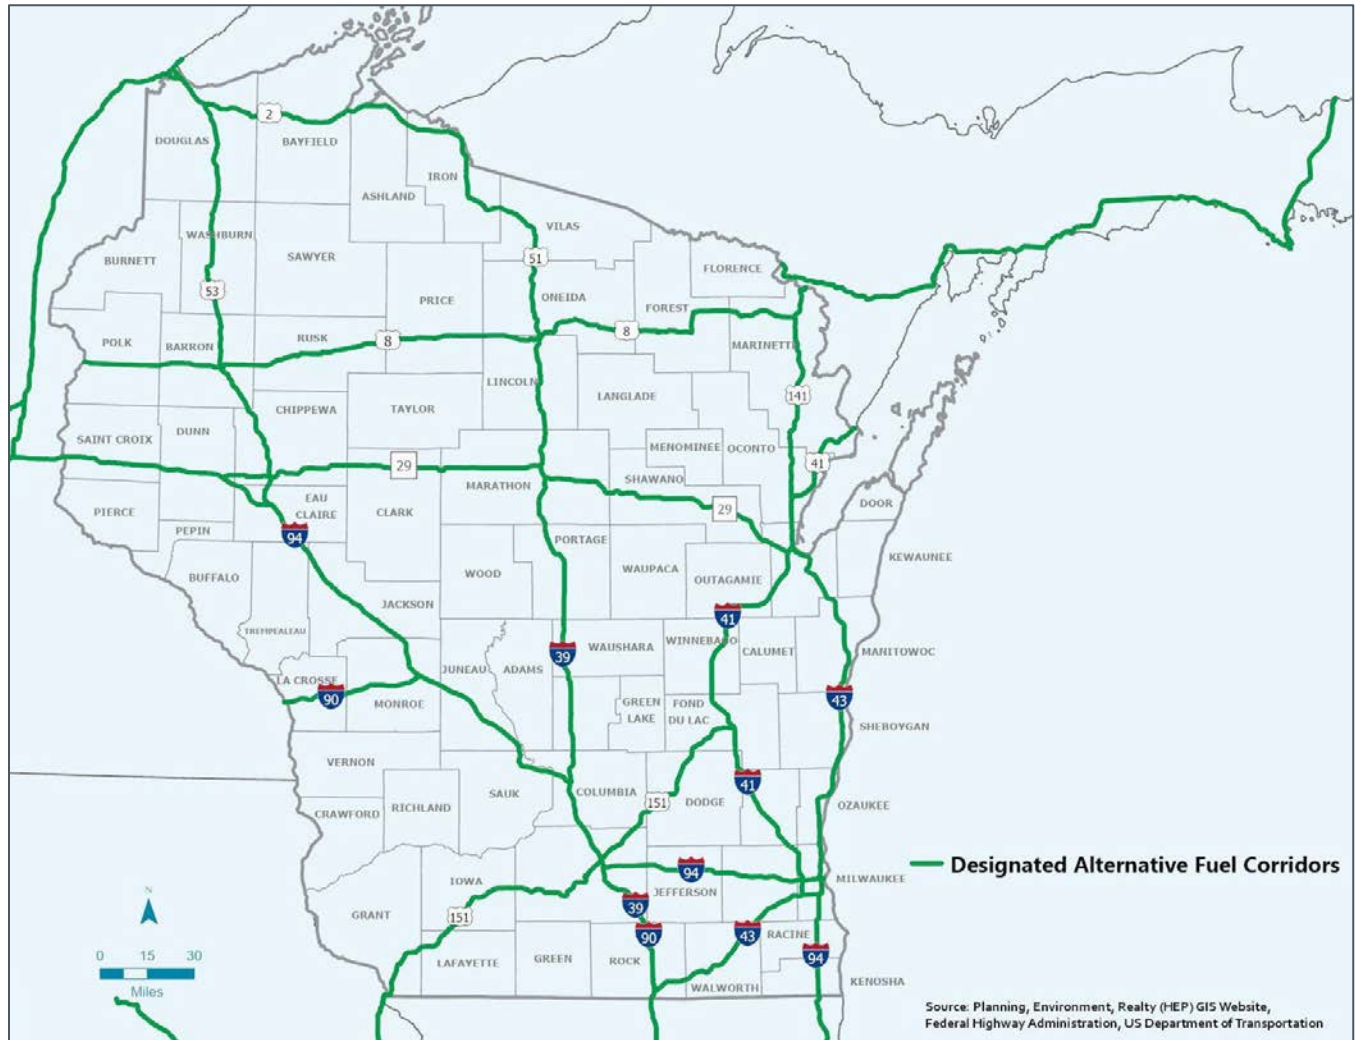 2
DOUGLAS
BAYFIELD
IRON
ASHLAND
VILAS
WASHBURN
51
SAWYER
BURNETT
FLORENCE
53
ONEIDA
PRICE
FOREST
8
RUSK
8
POLK
BARRON
MARINETTE
LINCOLN
141
LANGLADE
CHIPPEWA
TAYLOR
DUNN
SAINT CROIX
MENOMINEE
OCONTO
41
29
SHAWANO
MARATHON
EAU
CLAIRE
DOOR
29
PIERCE
CLARK
PEPIN
94
PORTAGE
KEWAUNEE
WAUPACA
WOOD
BUFFALO
OUTAGAMIE
JACKSON
41
TREMPEALEAU
WINNEBAGO
WAUSHARA
39
CALUMET
MANITOWOC
JUNEAU
ADAMS
LA CROSSE
90
MONROE
GREEN
LAKE
FOND
DU LAC
43
SHEBOYGAN
VERNON
41
SAUK
COLUMBIA
151
DODGE
OZAUKEE
RICHLAND
CRAWFORD
Designated Alternative Fuel Corridors
94
MILWAUKEE
IOWA
JEFFERSON
N
39
GRANT
151
90
43
RACINE
94
0 15 30
Miles
LAFAYETTE
GREEN
ROCK
WALWORTH
KENOSHA
Source: Planning, Environment, Realty (HEP) GIS Website,
Federal Highway Administration, US Department of Transportation